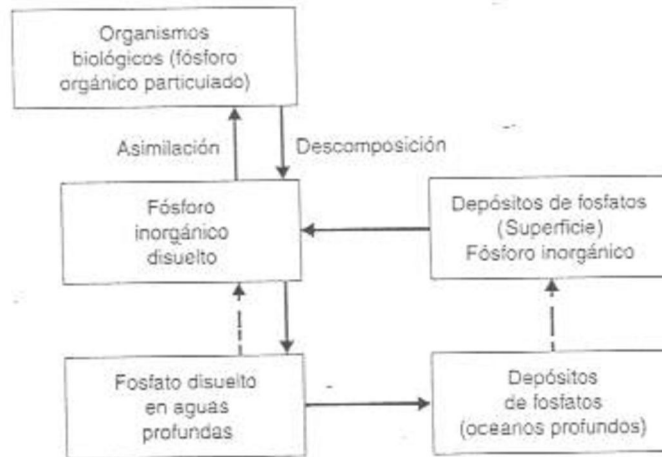 Organismos
biológicos (fósforo
orgánico particulado)
Asimilación
Descomposición
Fósforo
inorgánico
disuelto
Depósitos de fosfatos
(Superficie)
Fósforo inorgánico
Fosfato disuelto
en aguas
profundas
Depósitos
de fosfatos
(oceanos profundos)